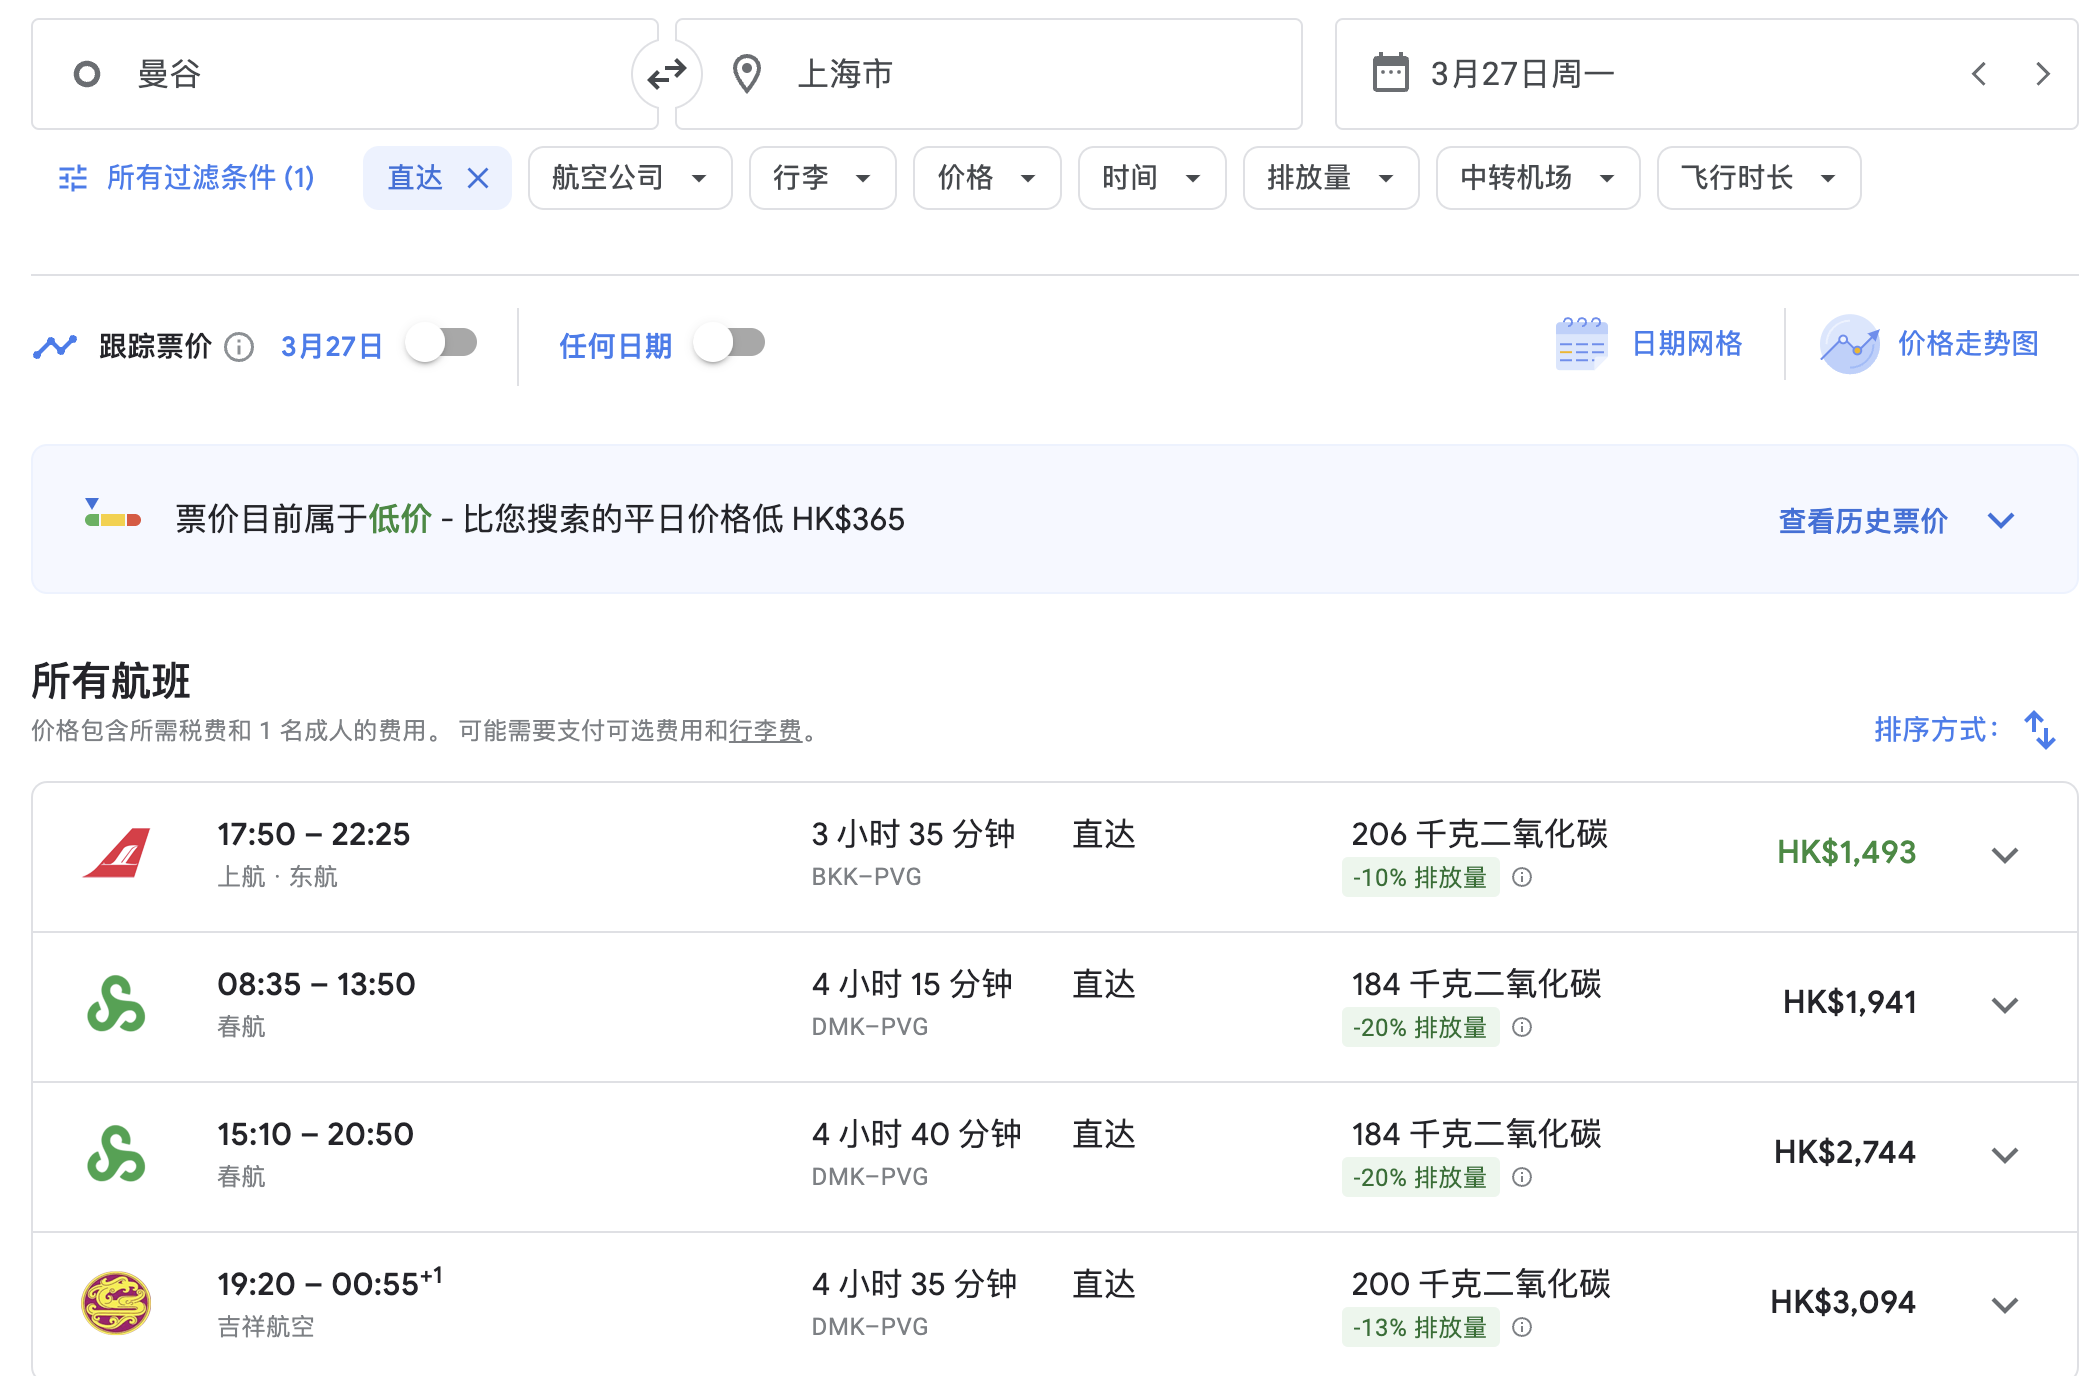 曼谷
上海市
3月27日周一
所有过滤条件 (1)
直达
航空公司
行李
价格
时间
排放量
中转机场
飞行时长
跟踪票价
3月27日
任何日期
日期网格
价格走势图
票价目前属于低价 - 比您搜索的平日价格低 HK$365
查看历史票价
所有航班
价格包含所需税费和 1 名成人的费用。 可能需要支付可选费用和行李费。
排序方式：
17:50 – 22:25
上航 · 东航
3 小时 35 分钟
BKK–PVG
直达
206 千克二氧化碳
-10% 排放量
HK$1,493
08:35 – 13:50
春航
4 小时 15 分钟
DMK–PVG
直达
184 千克二氧化碳
-20% 排放量
HK$1,941
15:10 – 20:50
春航
4 小时 40 分钟
DMK–PVG
直达
184 千克二氧化碳
-20% 排放量
HK$2,744
19:20 – 00:55+1
吉祥航空
4 小时 35 分钟
DMK–PVG
直达
200 千克二氧化碳
-13% 排放量
HK$3,094